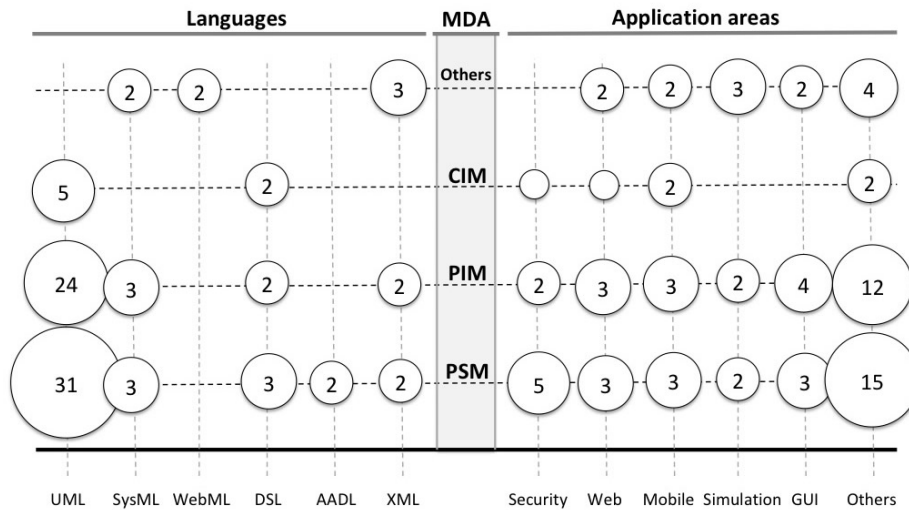 Languages MDA Application areas
Others 2 2 3 2 2 3 2 4
CIM 5 2 2 2
PIM 24 3 2 2 2 3 3 2 4 12
PSM 31 3 3 2 2 5 3 3 2 3 15
UML SysML WebML DSL AADL XML Security Web Mobile Simulation GUI Others